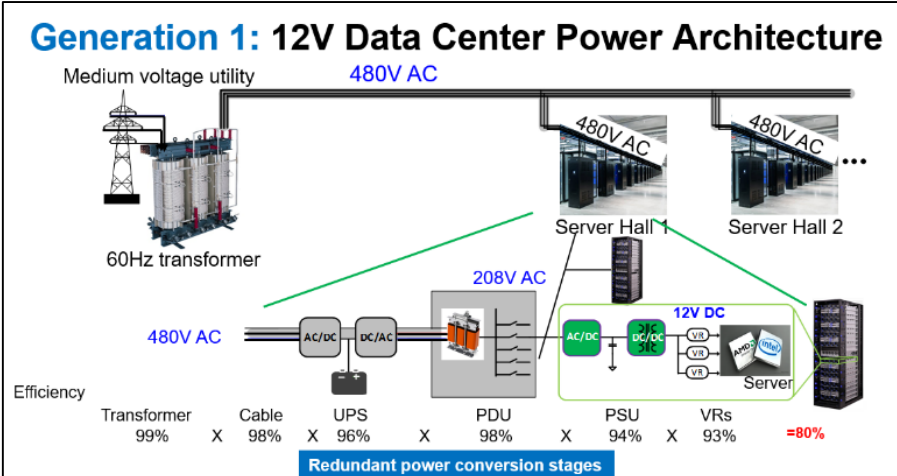 Generation 1: 12V Data Center Power Architecture
Medium voltage utility
480V AC
480V AC
480V AC
...
Server Hall 1
Server Hall 2
60Hz transformer
208V AC
12V DC
480V AC
AC/DC
DC/AC
AC/DC
DC/DC
VR
VR
VR
AMD
intel
Server
Efficiency
Transformer Cable UPS PDU PSU VRs
99% X 98% X 96% X 98% X 94% X 93% =80%
Redundant power conversion stages